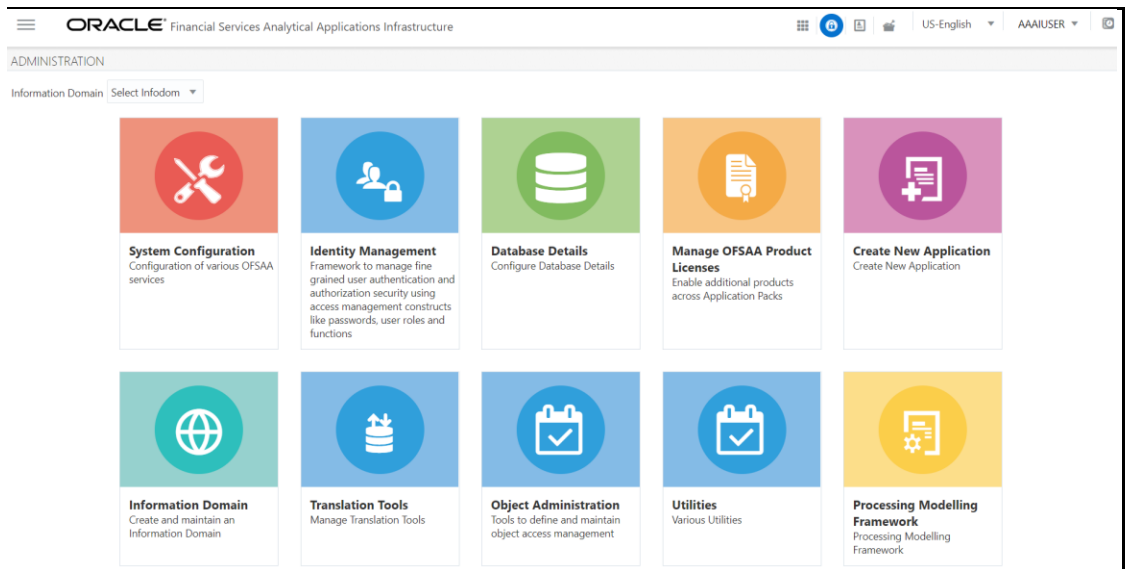 ORACLE Financial Services Analytical Applications Infrastructure US-English AAAIUSER
ADMINISTRATION
Information Domain Select Infodom
System Configuration
Configuration of various OFSAA
services
Identity Management
Framework to manage fine
grained user authentication and
authorization security using
access management constructs
like passwords, user roles and
functions
Database Details
Configure Database Details
Manage OFSAA Product
Licenses
Enable additional products
across Application Packs
Create New Application
Create New Application
Information Domain
Create and maintain an
Information Domain
Translation Tools
Manage Translation Tools
Object Administration
Tools to define and maintain
object access management
Utilities
Various Utilities
Processing Modelling
Framework
Processing Modelling
Framework